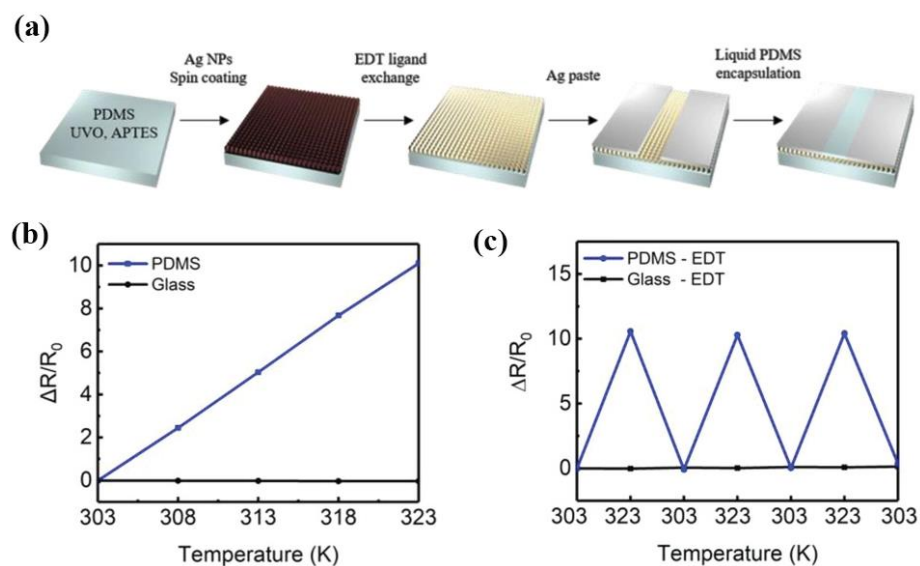 (a)
Ag NPs
Spin coating
EDT ligand
exchange
Ag paste
Liquid PDMS
encapsulation
PDMS
UVO, APTES
(b)
PDMS
Glass
10
8
6
4
2
0
ΔR/R0
303 308 313 318 323
Temperature (K)
(c)
PDMS - EDT
Glass - EDT
15
10
5
0
ΔR/R0
303 323 303 323 303 323 303
Temperature (K)